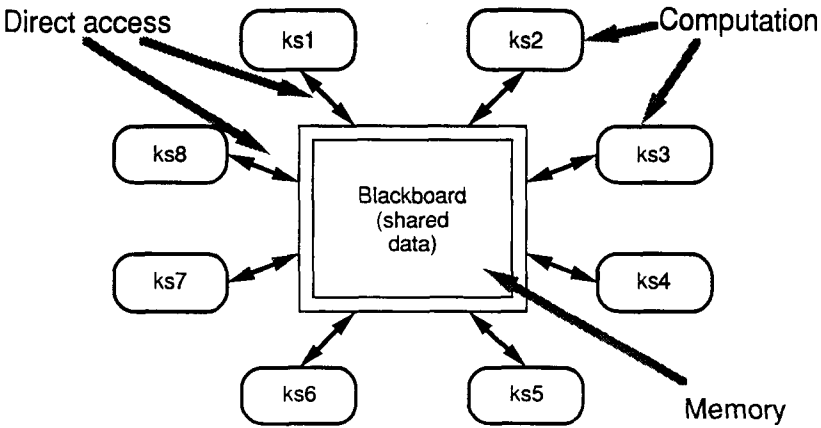 Direct access
ks1
ks2
Computation
ks8
ks3
Blackboard
(shared
data)
ks7
ks4
ks6
ks5
Memory